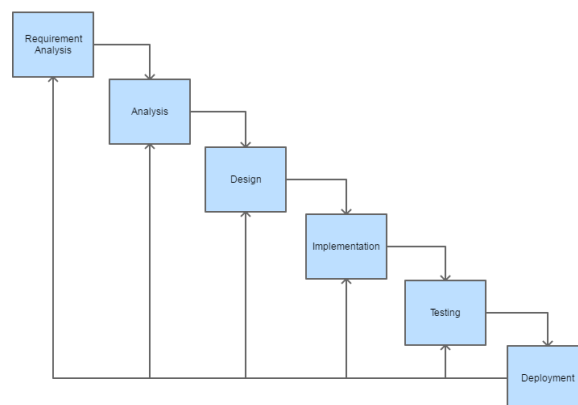 Requirement
Analysis
Analysis
Design
Implementation
Testing
Deployment